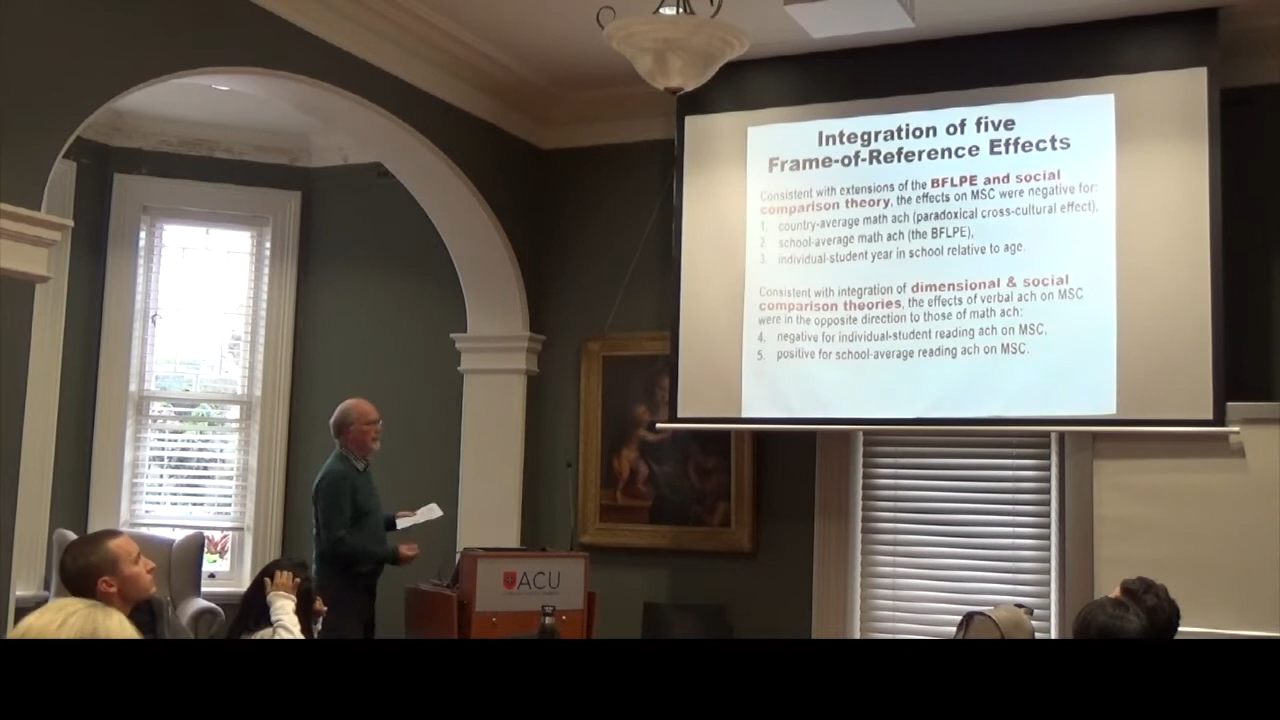 Integration of five
Frame-of-Reference Effects
Consistent with extensions of the BFLPE and social
comparison theory, the effects on MSC were negative for:
1. country-average math ach (paradoxical cross-cultural effect),
2. school-average math ach (the BFLPE),
3. individual-student year in school relative to age.
Consistent with integration of dimensional & social
comparison theories, the effects of verbal ach on MSC
were in the opposite direction to those of math ach:
4. negative for individual-student reading ach on MSC.
5. positive for school-average reading ach on MSC.
ACU